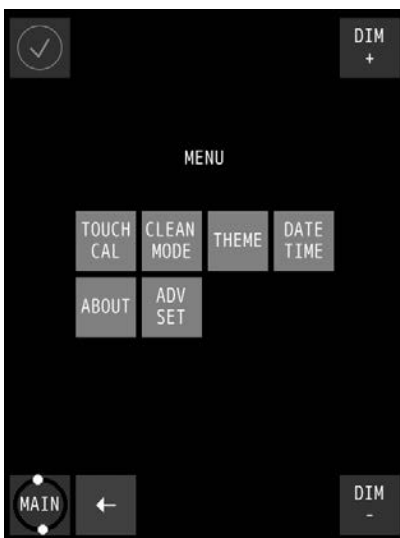 DIM
+
MENU
TOUCH
CAL
CLEAN
MODE
THEME
DATE
TIME
ABOUT
ADV
SET
MAIN
←
DIM
-